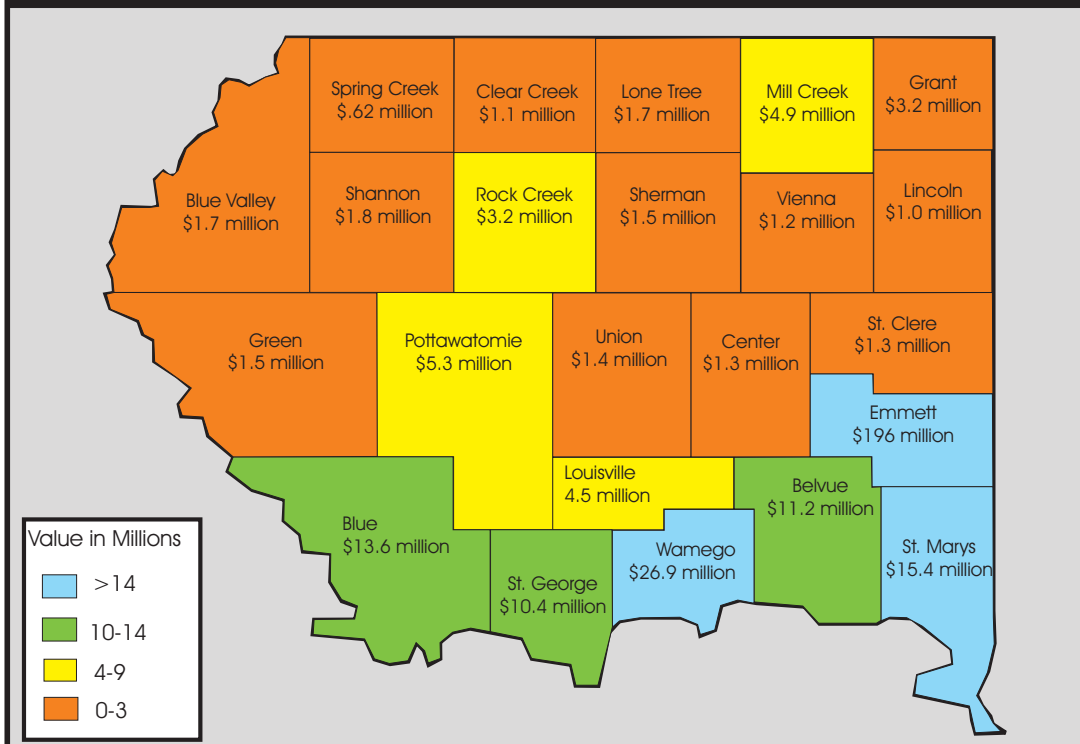 Spring Creek
$.62 million
Clear Creek
$1.1 million
Lone Tree
$1.7 million
Mill Creek
$4.9 million
Grant
$3.2 million
Blue Valley
$1.7 million
Shannon
$1.8 million
Rock Creek
$3.2 million
Sherman
$1.5 million
Vienna
$1.2 million
Lincoln
$1.0 million
Green
$1.5 million
Pottawatomie
$5.3 million
Union
$1.4 million
Center
$1.3 million
St. Clere
$1.3 million
Emmett
$196 million
Louisville
4.5 million
Belvue
$11.2 million
Blue
$13.6 million
St. George
$10.4 million
Wamego
$26.9 million
St. Marys
$15.4 million
Value in Millions
>14
10-14
4-9
0-3